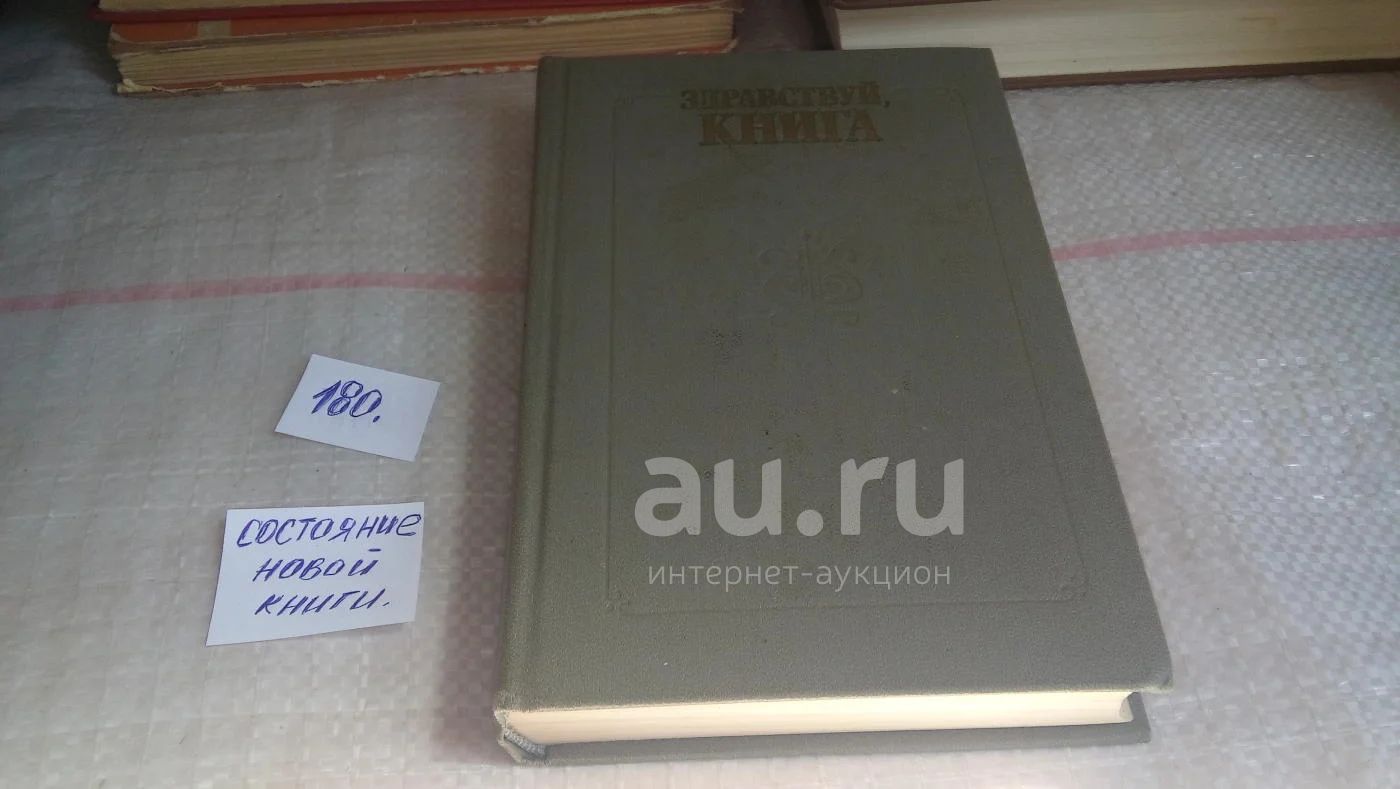 ЗДРАВСТВУЙ,
КНИГА
180.
СОСТОЯНИЕ
НОВОЙ
КНИГИ.
au.ru
интернет-аукцион